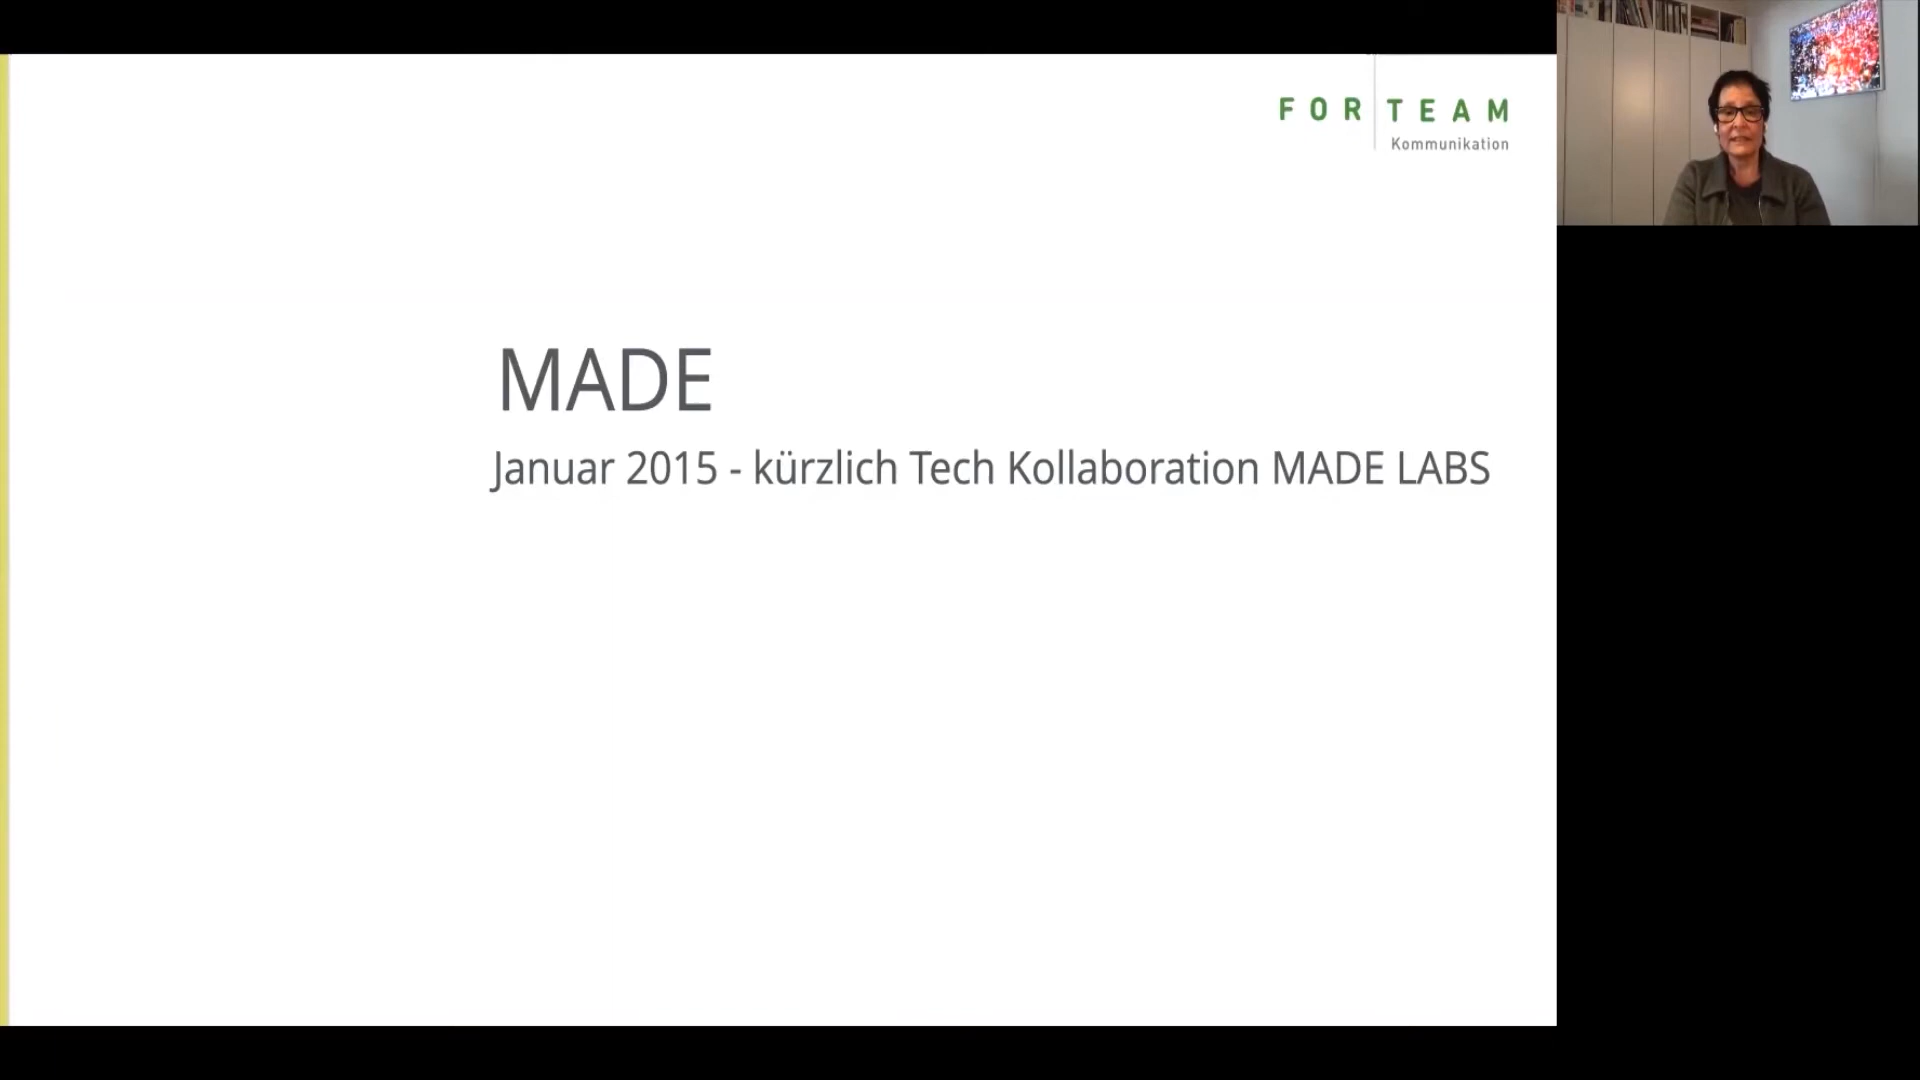 FOR TEAM
Kommunikation
MADE
Januar 2015 - kürzlich Tech Kollaboration MADE LABS